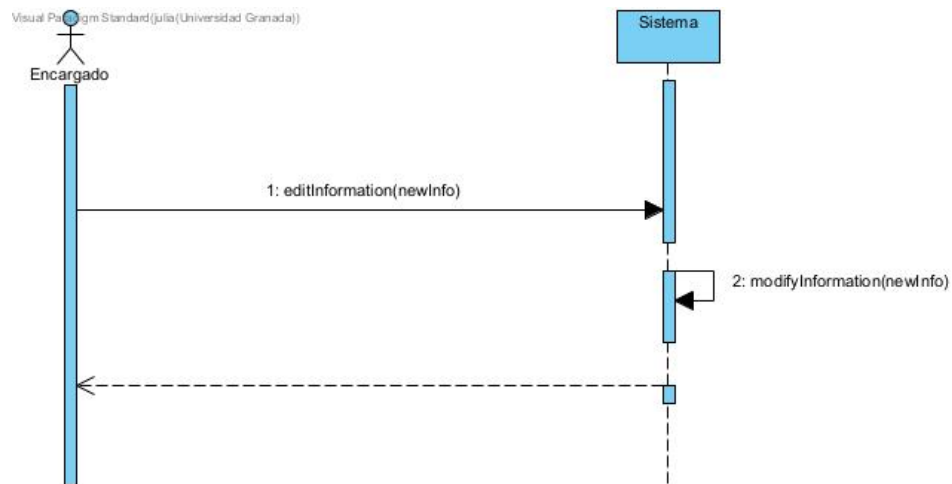 Visual Paradigm Standard(julia(Universidad Granada))
Sistema
Encargado
1: editInformation(newInfo)
2: modifyInformation(newInfo)